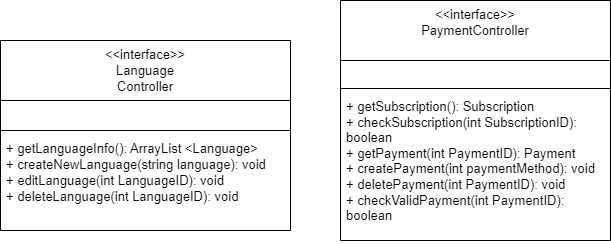 <<interface>>
Language
Controller
+ getLanguageInfo(): ArrayList <Language>
+ createNewLanguage(string language): void
+ editLanguage(int LanguageID): void
+ deleteLanguage(int LanguageID): void
<<interface>>
PaymentController
+ getSubscription(): Subscription
+ checkSubscription(int SubscriptionID):
boolean
+ getPayment(int PaymentID): Payment
+ createPayment(int paymentMethod): void
+ deletePayment(int PaymentID): void
+ checkValidPayment(int PaymentID):
boolean